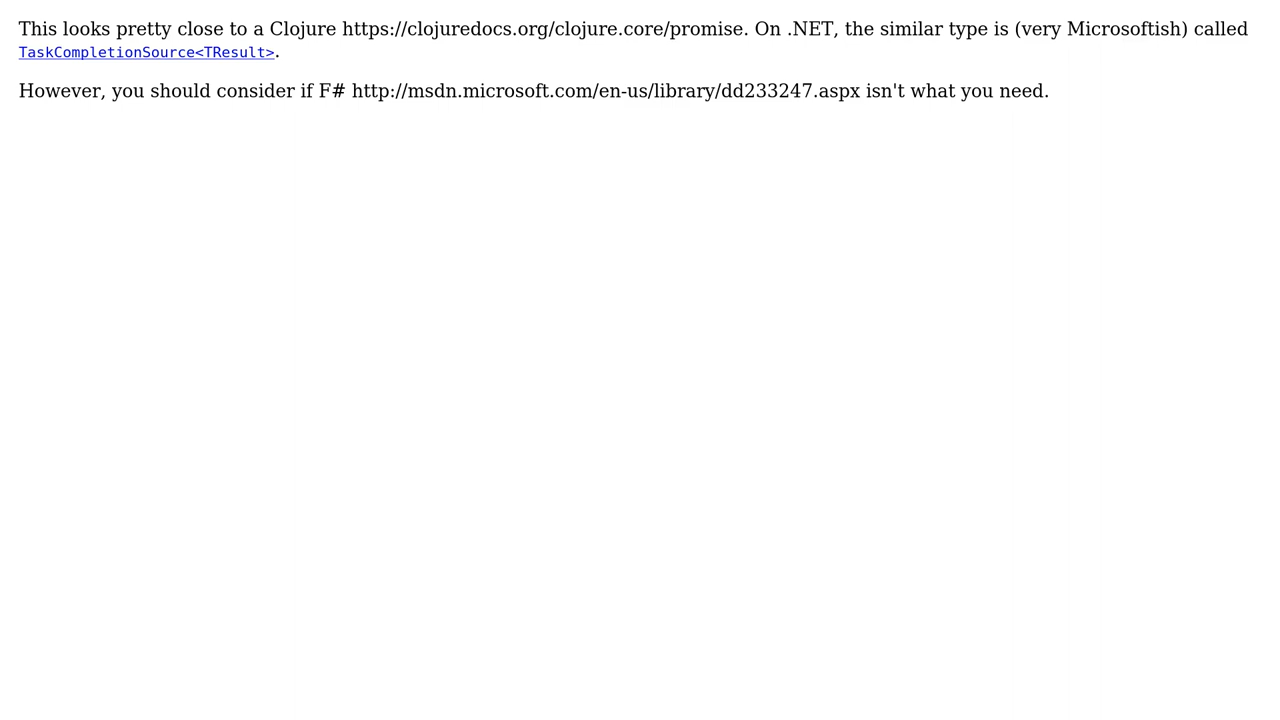 This looks pretty close to a Clojure https://clojuredocs.org/clojure.core/promise. On .NET, the similar type is (very Microsoftish) called
TaskCompletionSource<TResult>.
However, you should consider if F# http://msdn.microsoft.com/en-us/library/dd233247.aspx isn't what you need.